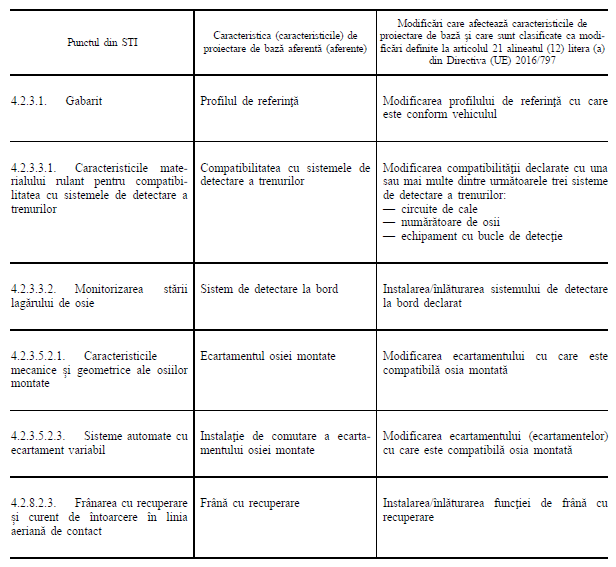 Punctul din STI
Caracteristica (caracteristicile) de
proiectare de bază aferentă (aferente)
Modificări care afectează caracteristicile de
proiectare de bază și care sunt clasificate ca modi-
ficări definite la articolul 21 alineatul (12) litera (a)
din Directiva (UE) 2016/797
4.2.3.1. Gabarit
Profilul de referință
Modificarea profilului de referință cu care
este conform vehiculul
4.2.3.3.1. Caracteristicile mate-
rialului rulant pentru compatibi-
litatea cu sistemele de detectare a
trenurilor
Compatibilitatea cu sistemele de
detectare a trenurilor
Modificarea compatibilității declarate cu una
sau mai multe dintre următoarele trei sisteme
de detectare a trenurilor:
— circuite de cale
— numărătoare de osii
— echipament cu bucle de detecție
4.2.3.3.2. Monitorizarea stării
lagărului de osie
Sistem de detectare la bord
Instalarea/înlăturarea sistemului de detectare
la bord declarat
4.2.3.5.2.1. Caracteristicile
mecanice și geometrice ale osiilor
montate
Ecartamentul osiei montate
Modificarea ecartamentului cu care este
compatibilă osia montată
4.2.3.5.2.3. Sisteme automate cu
ecartament variabil
Instalație de comutare a ecarta-
mentului osiei montate
Modificarea ecartamentului (ecartamentelor)
cu care este compatibilă osia montată
4.2.8.2.3. Frânarea cu recuperare
și curent de întoarcere în linia
aeriană de contact
Frână cu recuperare
Instalarea/înlăturarea funcției de frână cu
recuperare